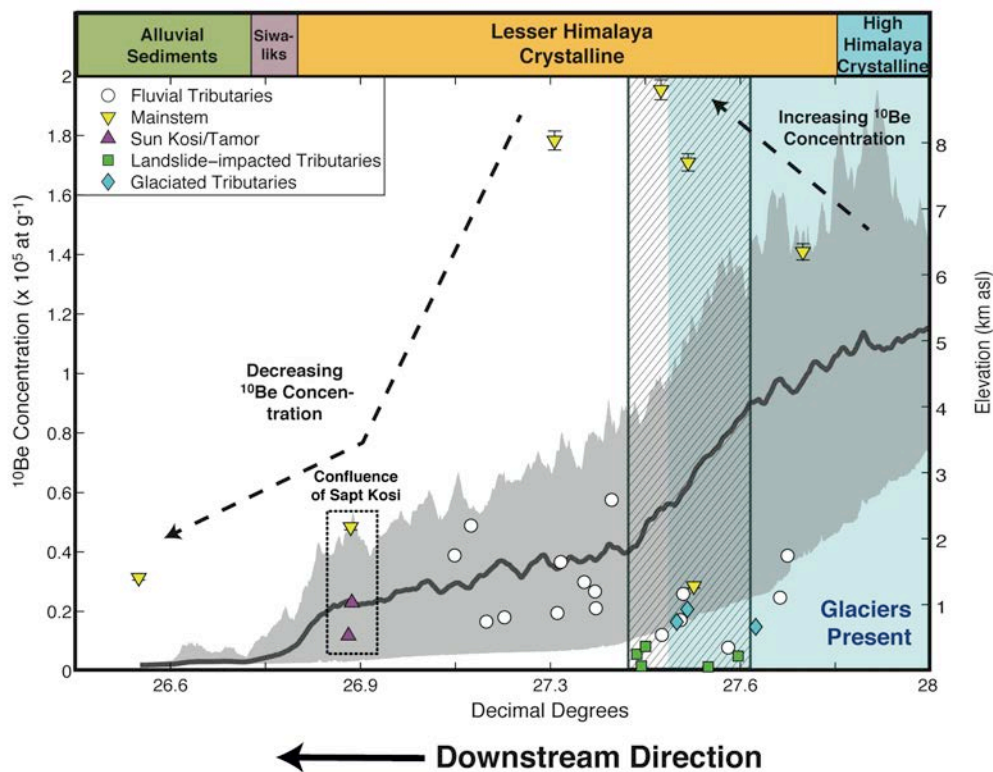 Alluvial
Sediments
Siwa-
liks
Lesser Himalaya
Crystalline
High
Himalaya
Crystalline
Fluvial Tributaries
Mainstem
Sun Kosi/Tamor
Landslide-impacted Tributaries
Glaciated Tributaries
Increasing ¹⁰Be
Concentration
Decreasing
¹⁰Be Concen-
tration
Confluence
of Sapt Kosi
Glaciers
Present
¹⁰Be Concentration (x 10⁵ at g⁻¹)
2
1.8
1.6
1.4
1.2
1
0.8
0.6
0.4
0.2
0
8
7
6
5
4
3
2
1
Elevation (km asl)
26.6
26.9
27.3
27.6
28
Decimal Degrees
Downstream Direction